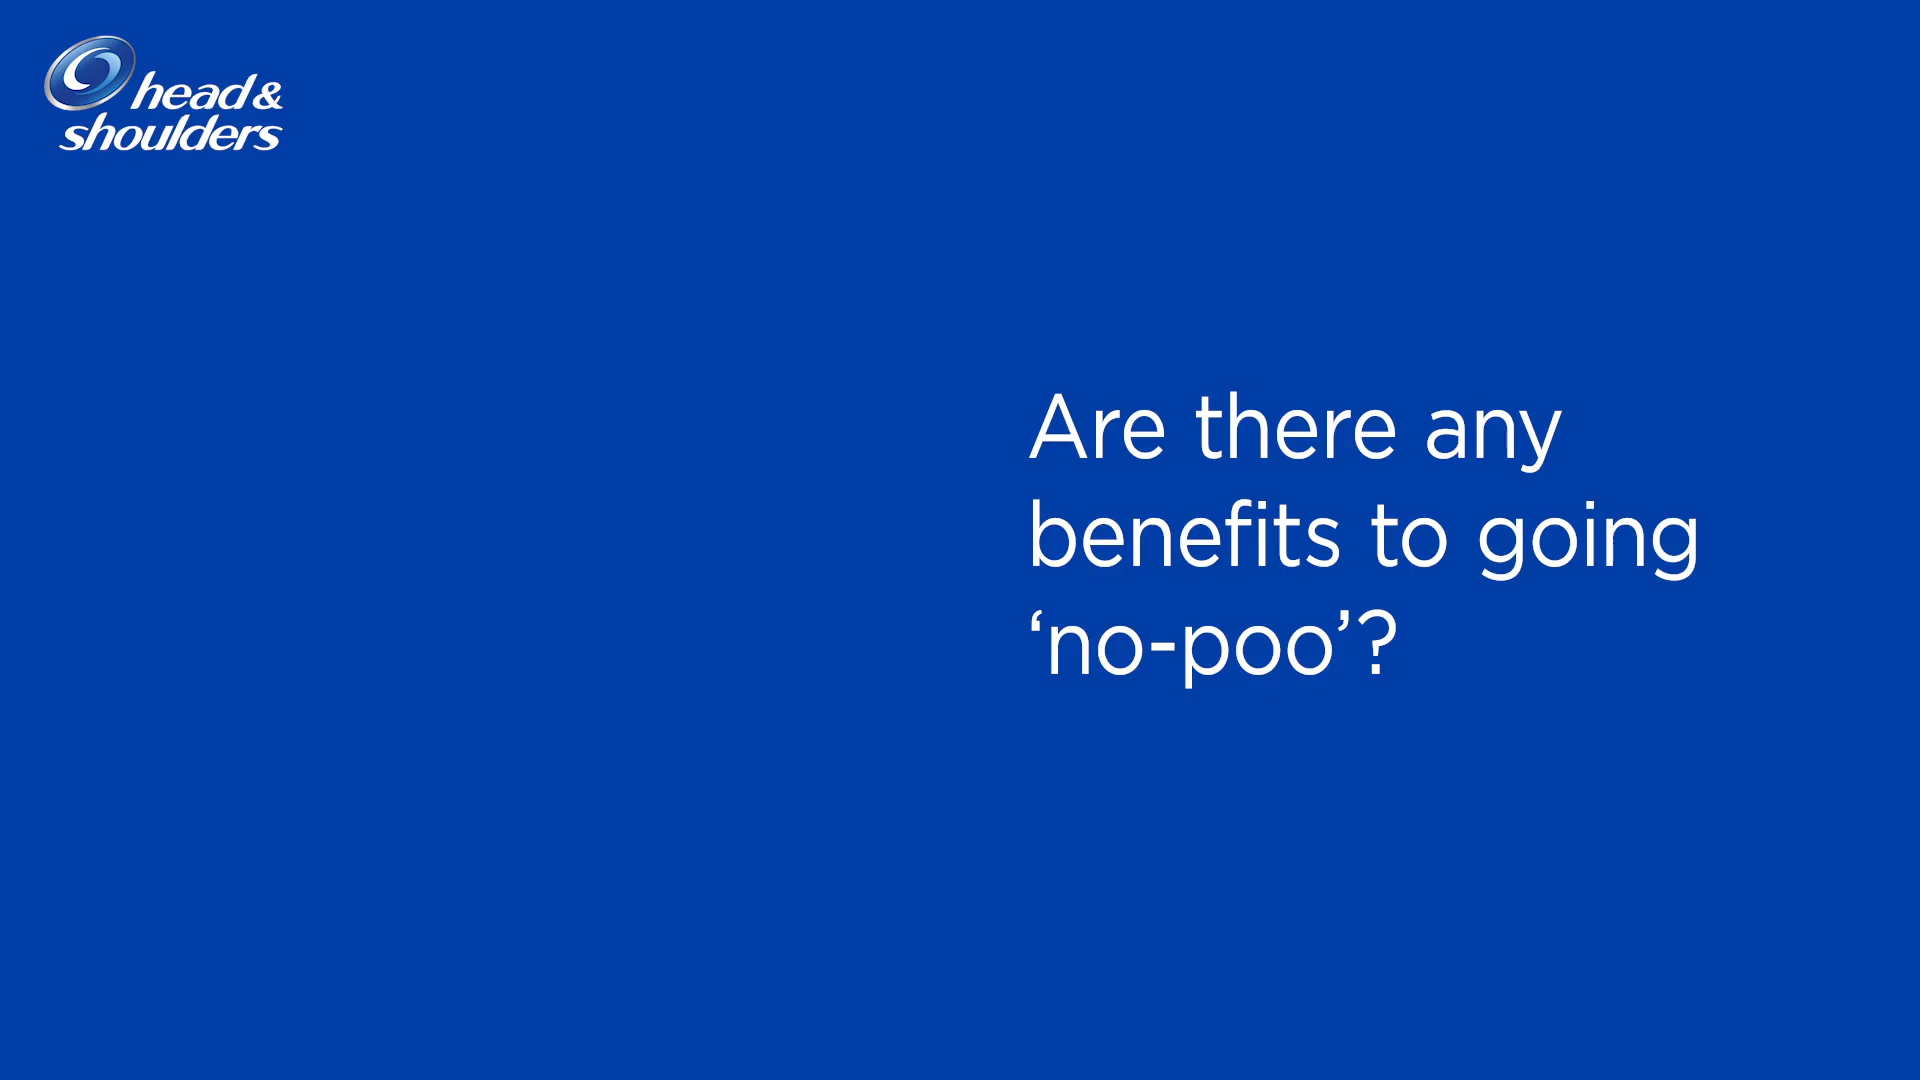 head &
shoulders
Are there any
benefits to going
‘no-poo’?